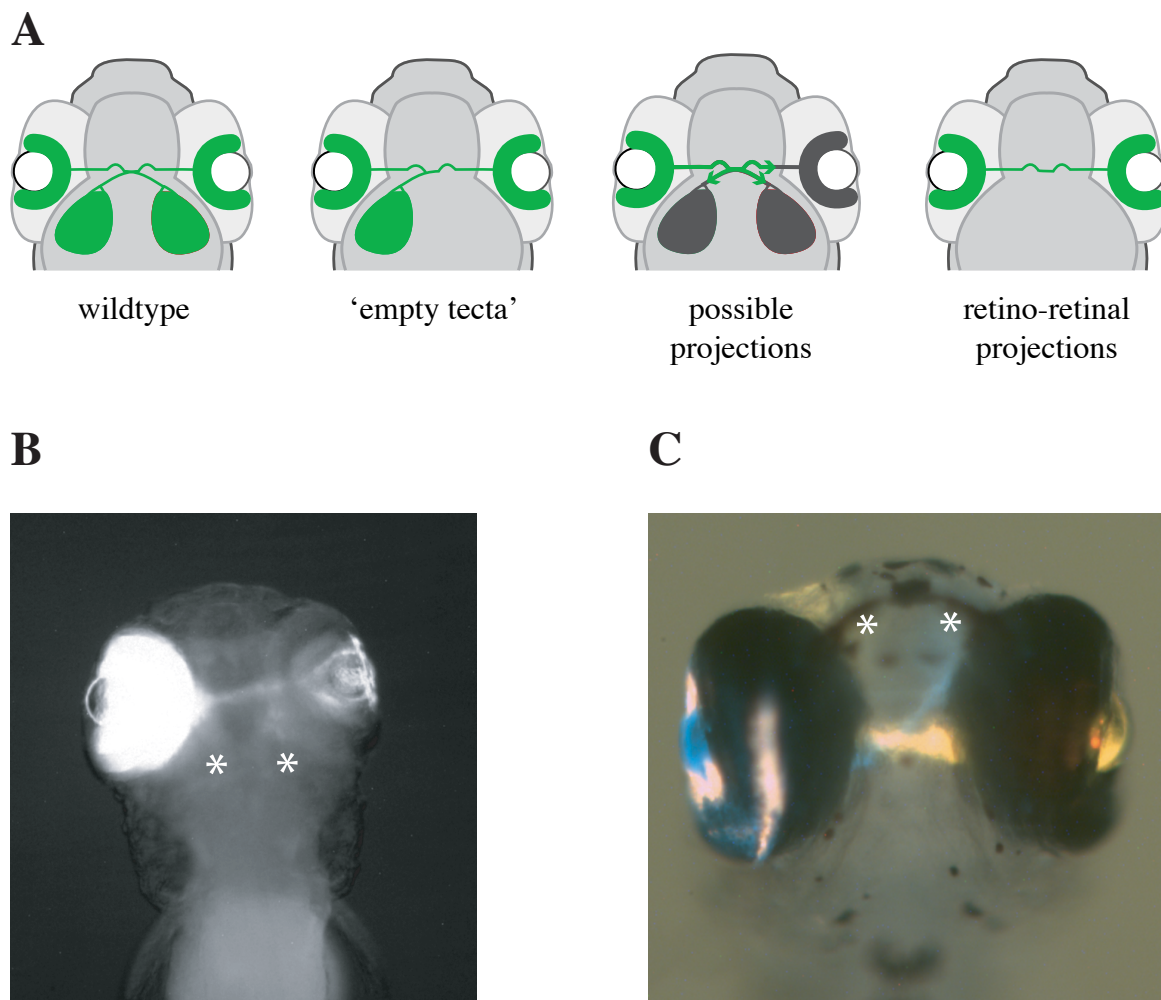 A
wildtype
‘empty tecta’
possible
projections
retino-retinal
projections
B
C
* *
* *